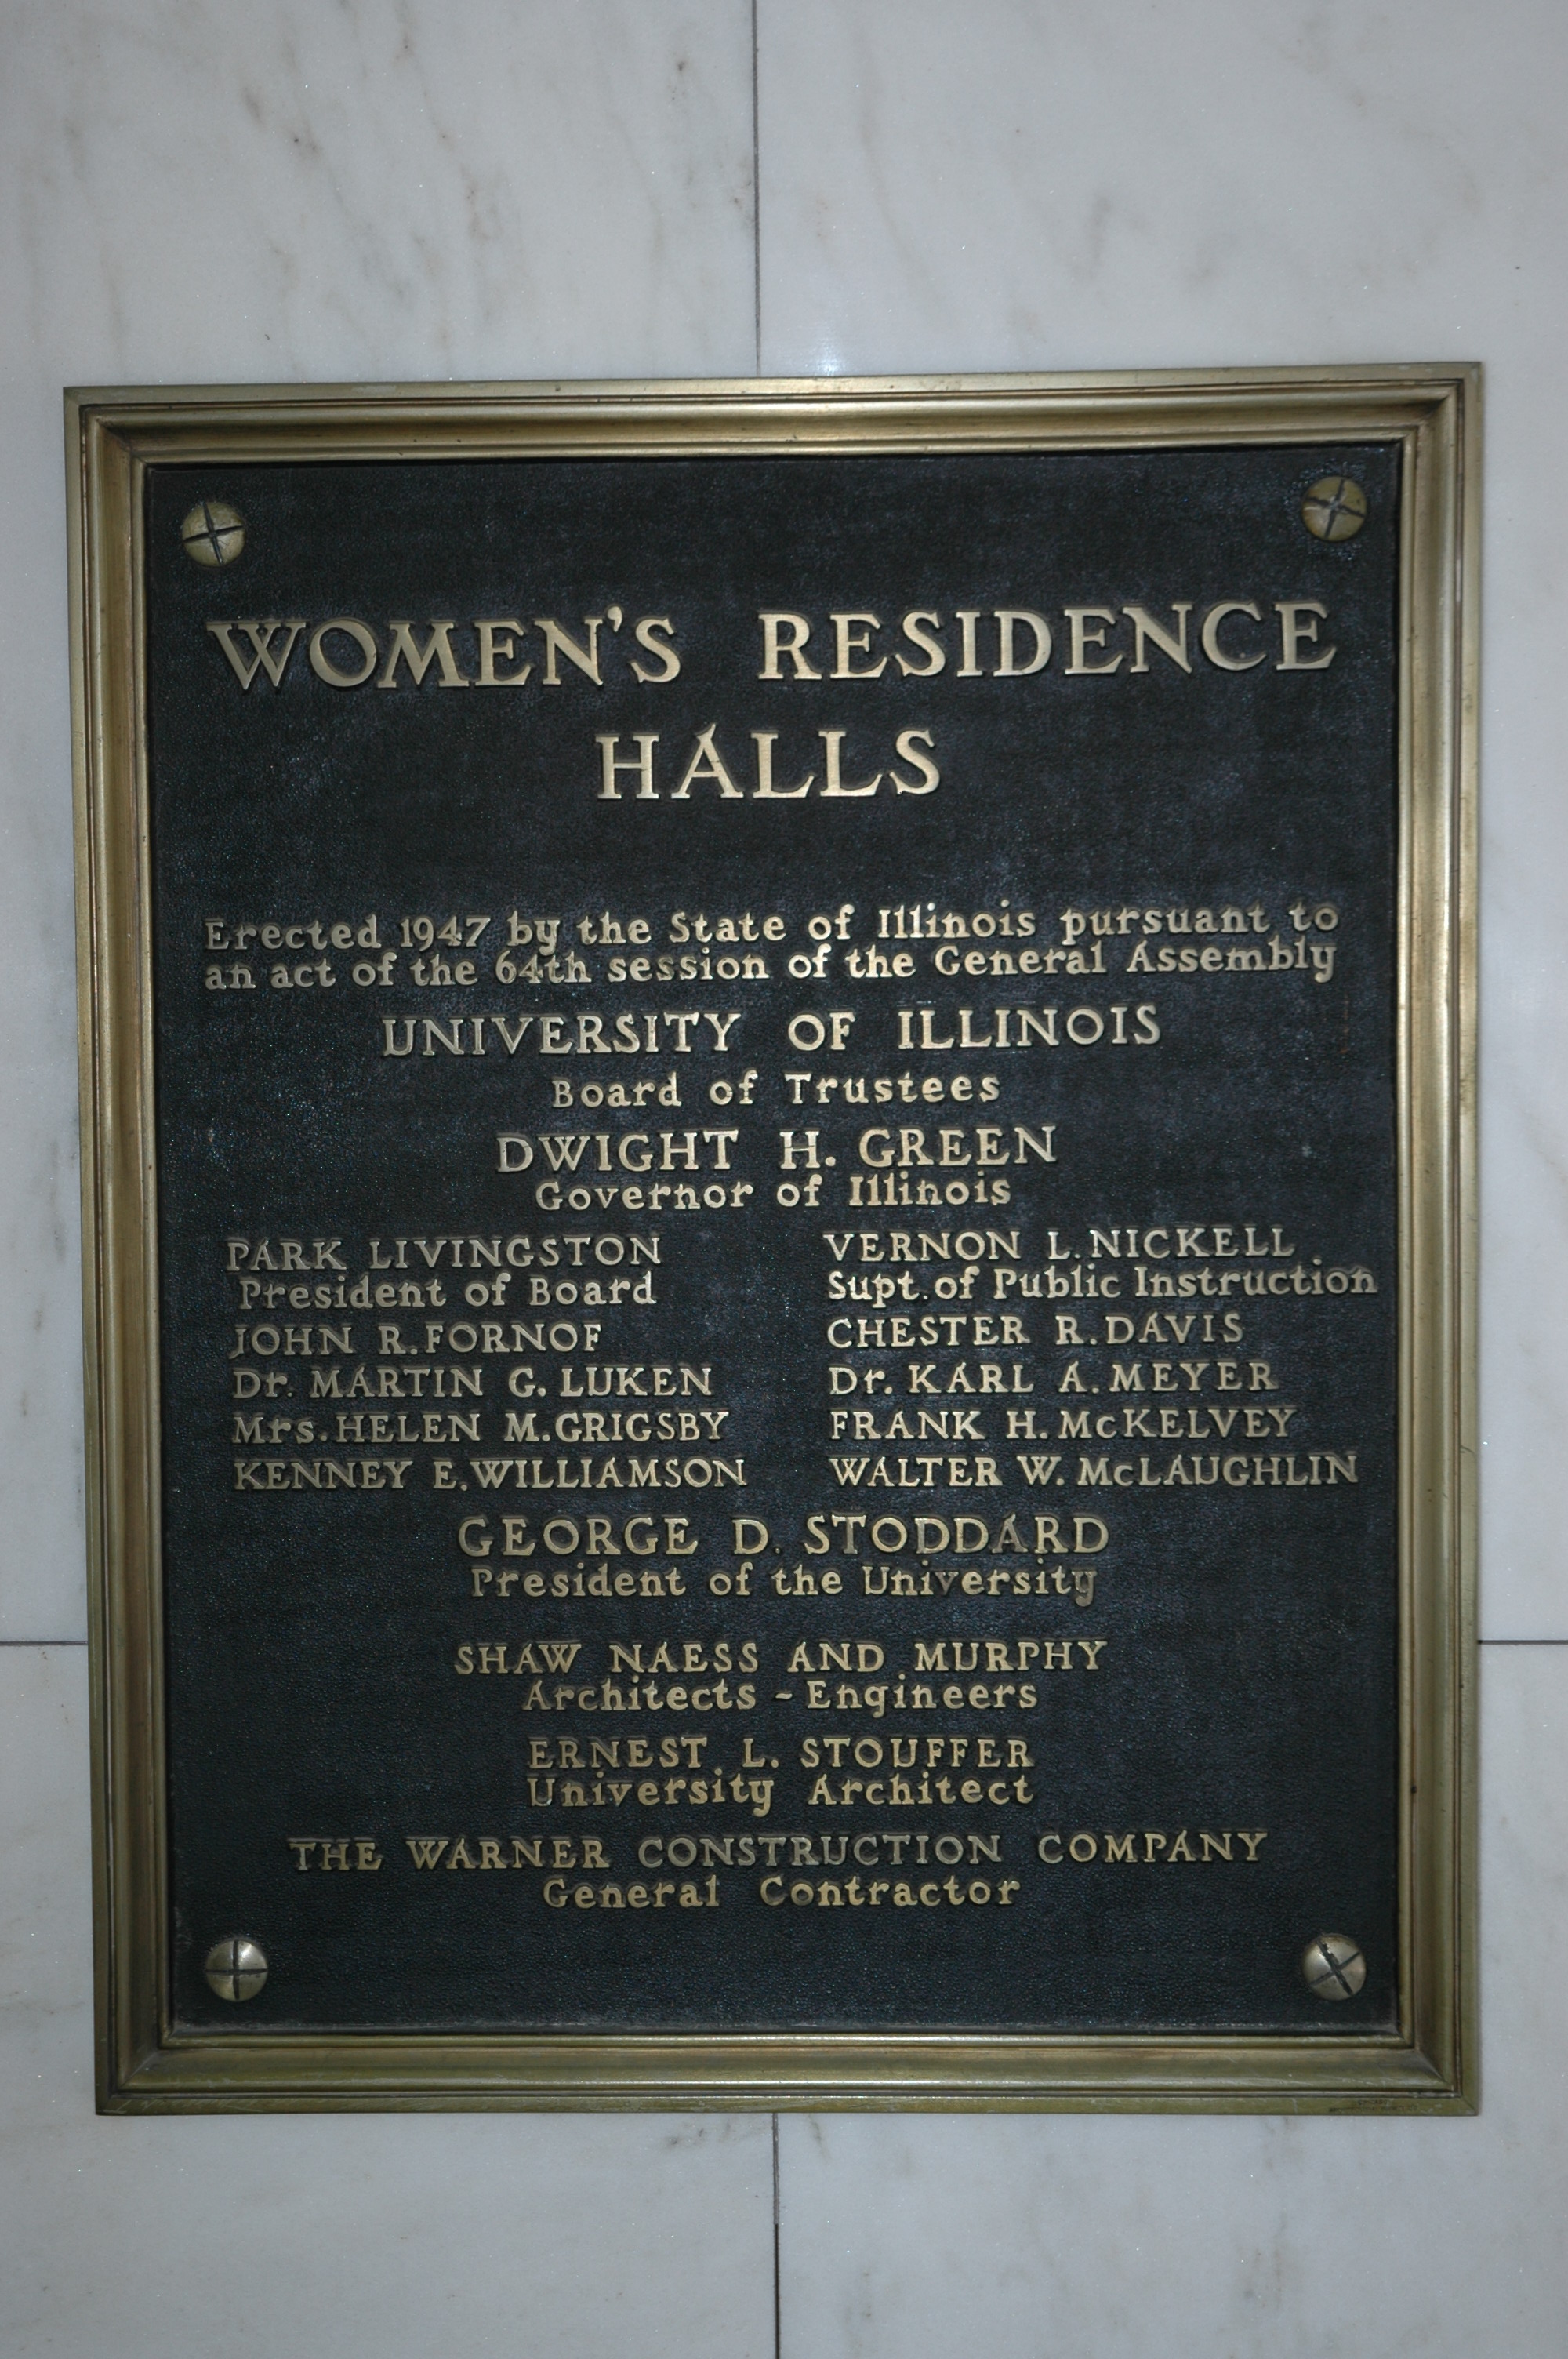 WOMEN'S RESIDENCE
HALLS
Erected 1947 by the State of Illinois pursuant to
an act of the 64th session of the General Assembly
UNIVERSITY OF ILLINOIS
Board of Trustees
DWIGHT H. GREEN
Governor of Illinois
PARK LIVINGSTON
President of Board
JOHN R. FORNOF
Dr. MARTIN G. LUKEN
Mrs. HELEN M. GRIGSBY
KENNEY E. WILLIAMSON
VERNON L. NICKELL
Supt. of Public Instruction
CHESTER R. DAVIS
Dr. KARL A. MEYER
FRANK H. McKELVEY
WALTER W. McLAUGHLIN
GEORGE D. STODDARD
President of the University
SHAW NAESS AND MURPHY
Architects - Engineers
ERNEST L. STOUFFER
University Architect
THE WARNER CONSTRUCTION COMPANY
General Contractor